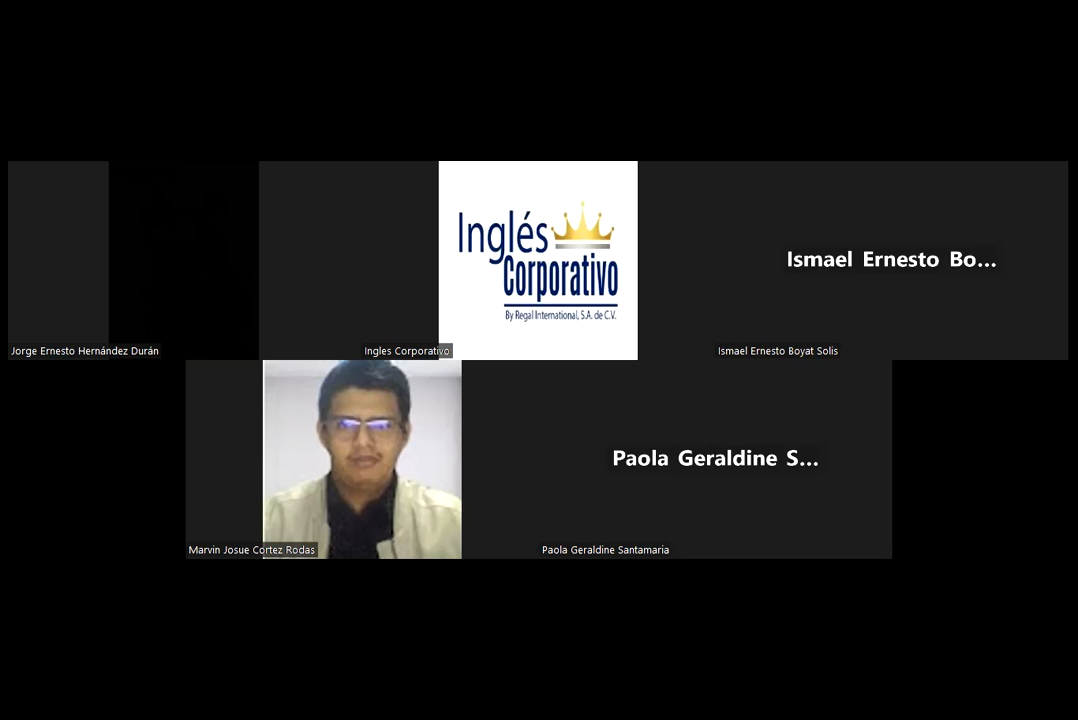 Inglés
Corporativo
By Regal International, S.A. de C.V.
Ismael Ernesto Bo...
Jorge Ernesto Hernández Durán
Ingles Corporativo
Ismael Ernesto Boyat Solis
Paola Geraldine S...
Marvin Josue Cortez Rodas
Paola Geraldine Santamaria